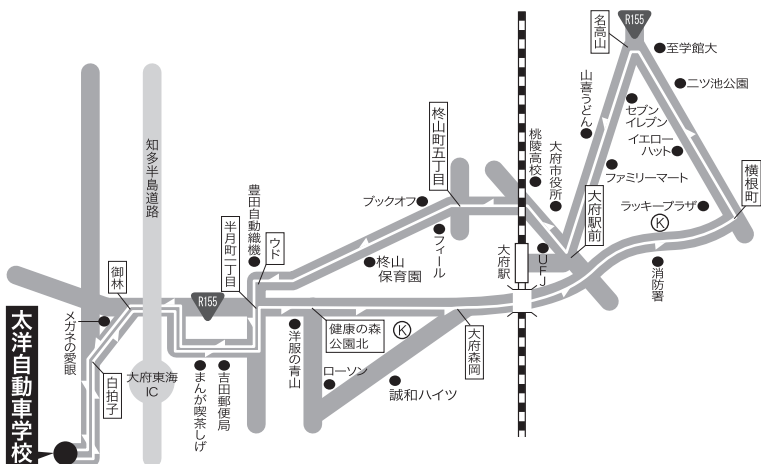 R155
名高山
至学館大
二ツ池公園
山喜うどん
セブン
イレブン
イエロー
ハット
ファミリーマート
横根町
ラッキープラザ
K
消防署
柊山町五丁目
桃陵高校
大府市役所
大府駅前
UFJ
大府駅
ブックオフ
フィール
柊山
保育園
知多半島道路
豊田自動織機
半月町一丁目
ウド
御林
R155
メガネの愛眼
白拍子
太洋自動車学校
大府東海
IC
まんが喫茶しげ
吉田郵便局
洋服の青山
健康の森
公園北
K
大府森岡
ローソン
誠和ハイツ